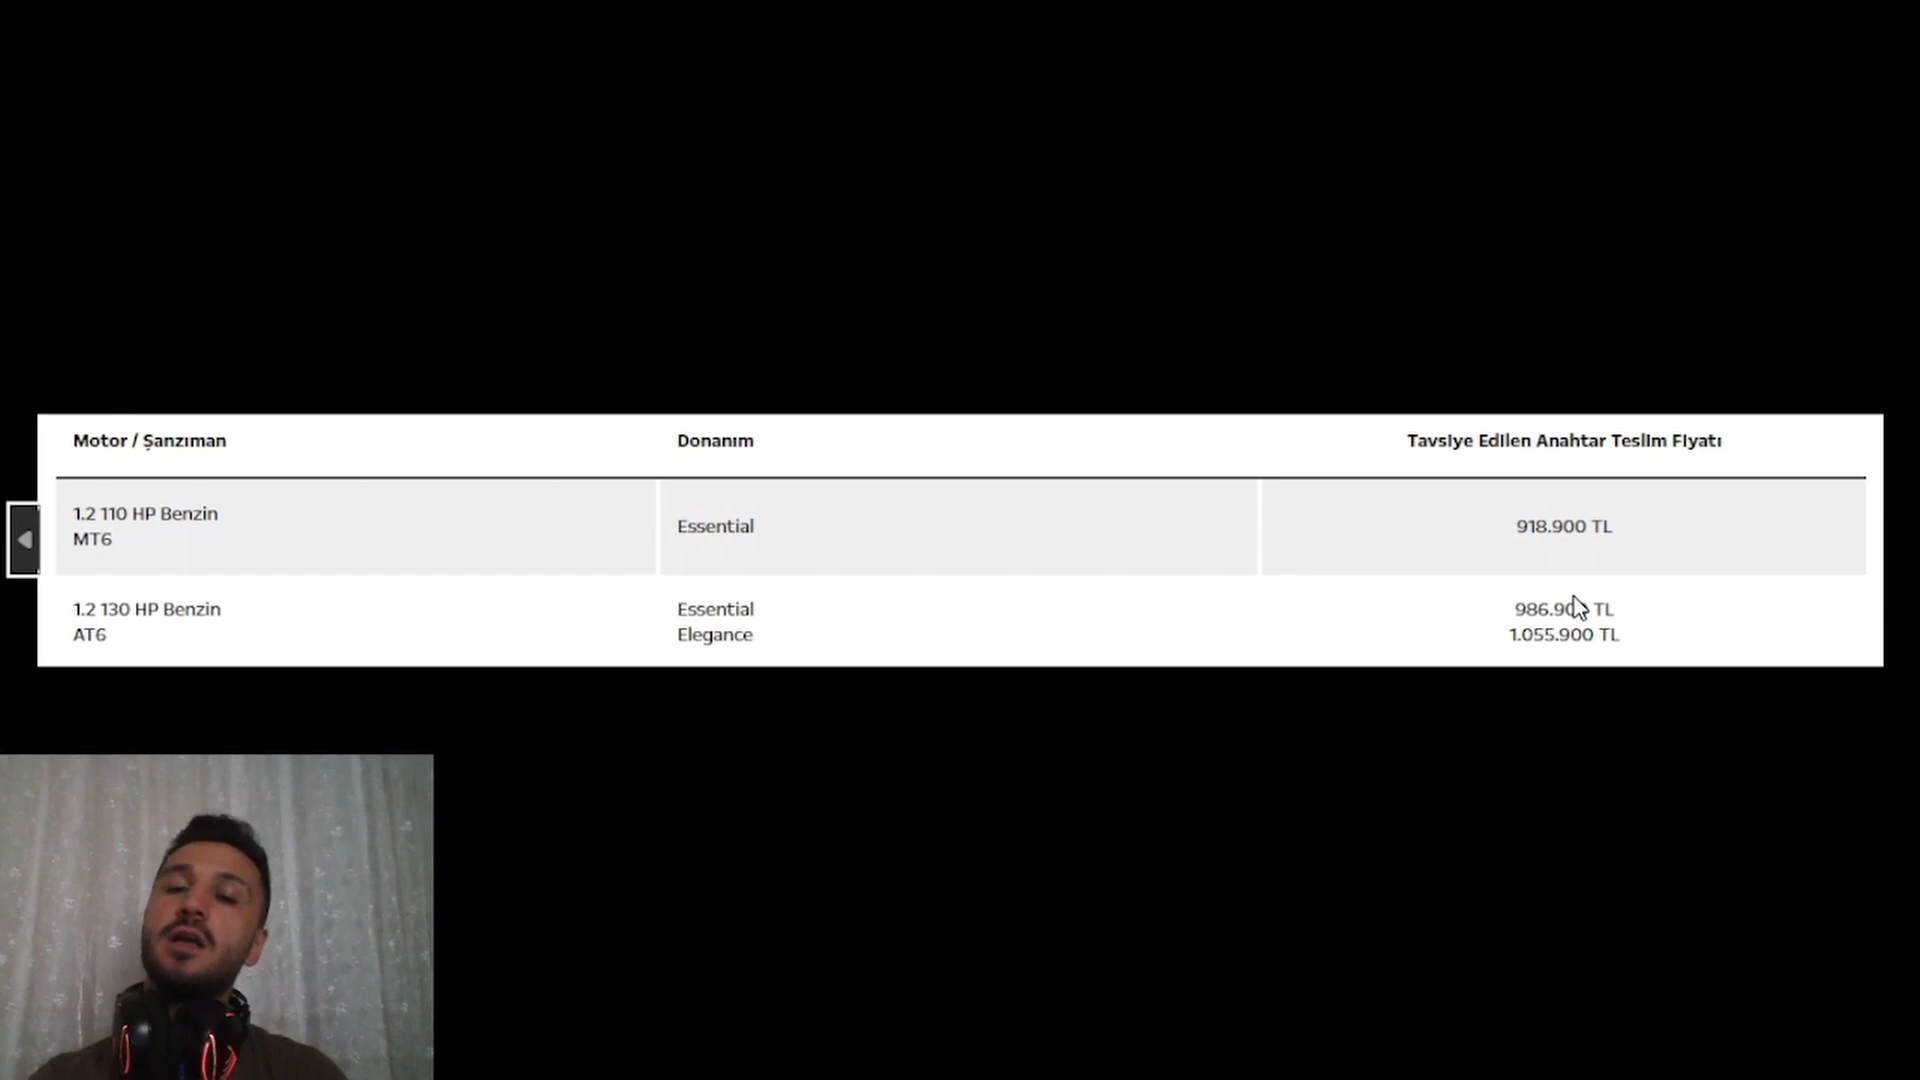 Motor / Şanzıman Donanım Tavsiye Edilen Anahtar Teslim Fiyatı
1.2 110 HP Benzin
MT6
Essential
918.900 TL
1.2 130 HP Benzin Essential TL
AT6 Elegance 1.055.900 TL